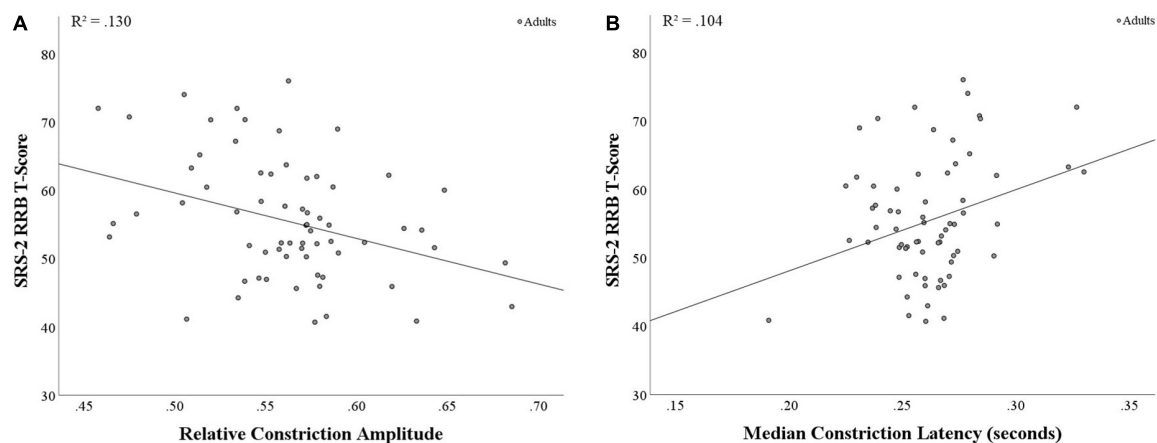 A
R² = .130
Adults
SRS-2 RRB T-Score
80
70
60
50
40
30
.45 .50 .55 .60 .65 .70
Relative Constriction Amplitude
B
R² = .104
Adults
SRS-2 RRB T-Score
80
70
60
50
40
30
.15 .20 .25 .30 .35
Median Constriction Latency (seconds)